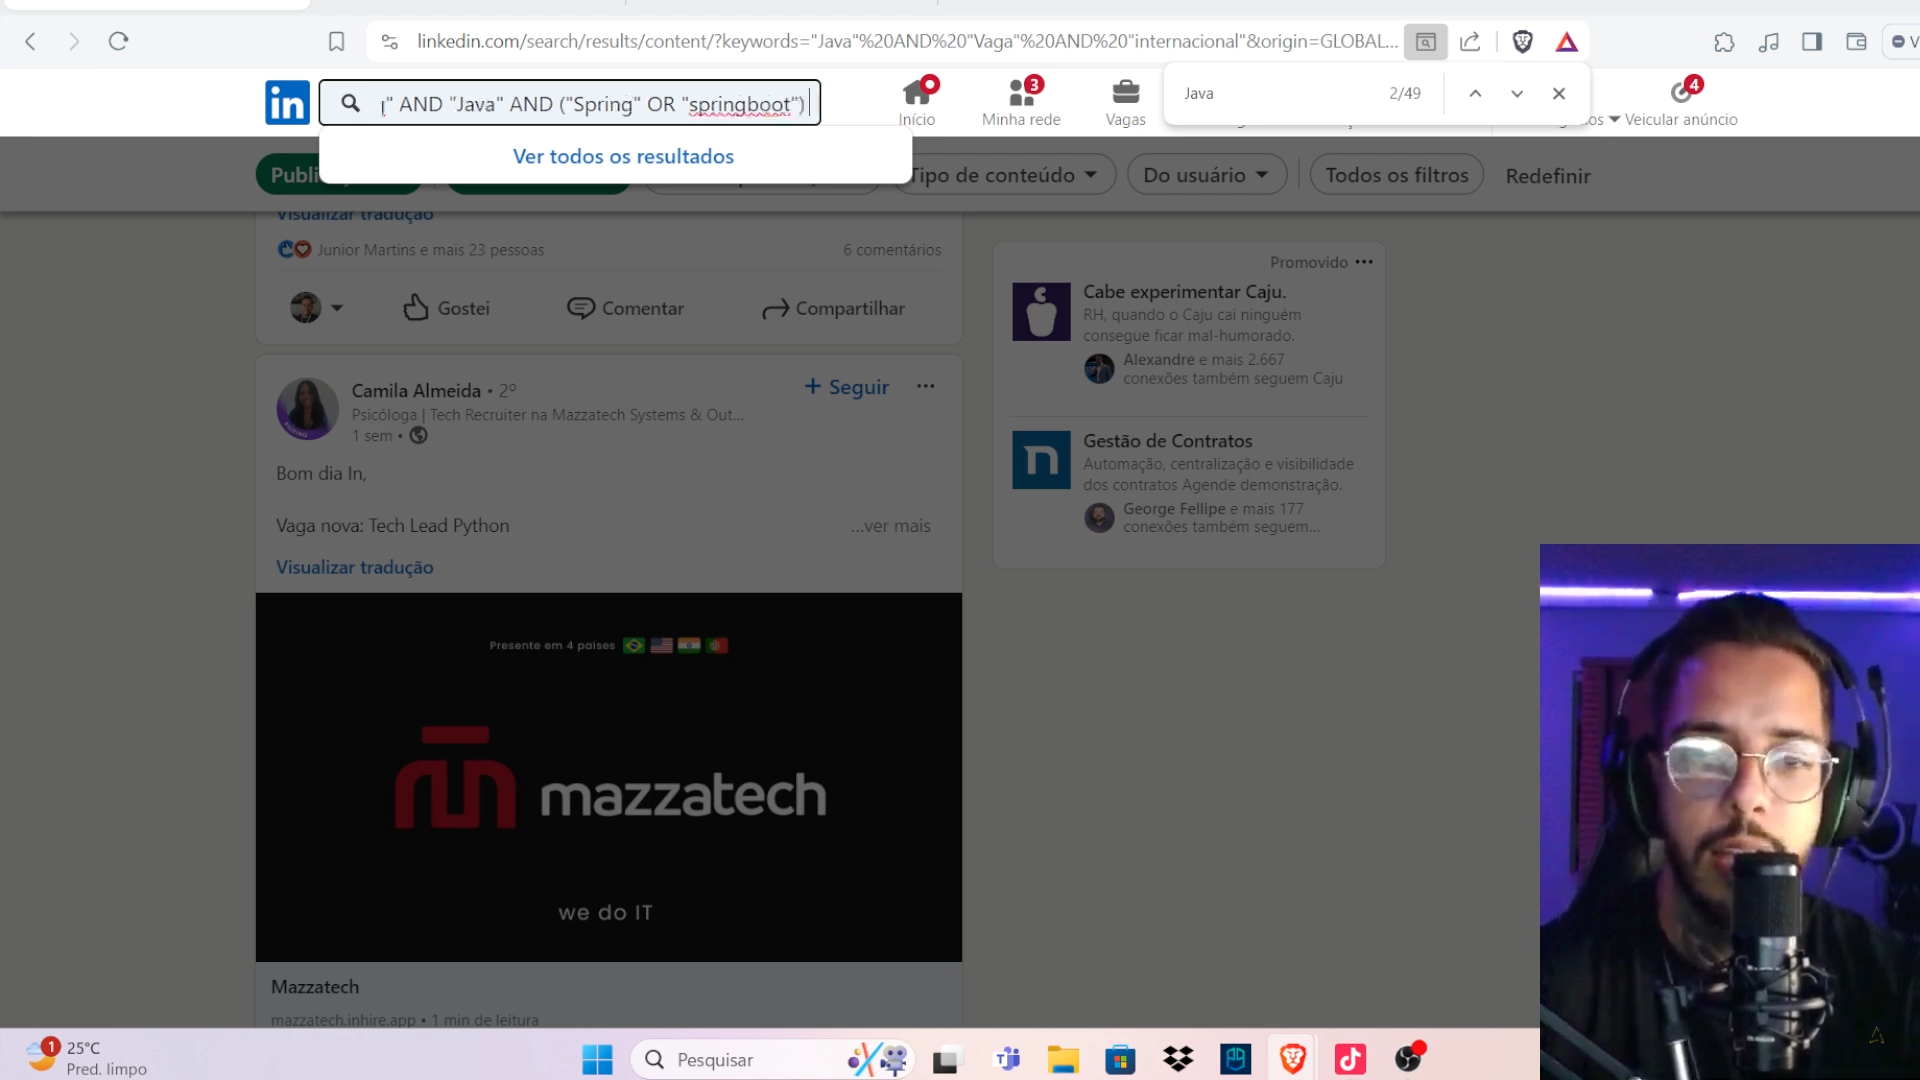 linkedin.com/search/results/content/?keywords="Java"%20AND%20"Vaga"%20AND%20"internacional"&origin=GLOBAL...
" AND "Java" AND ("Spring" OR "springboot")
Ver todos os resultados
Início
3
Minha rede
Vagas
Java
2/49
4
Veicular anúncio
Publi
Tipo de conteúdo
Do usuário
Todos os filtros
Redefinir
Visualizar tradução
Junior Martins e mais 23 pessoas
6 comentários
Gostei
Comentar
Compartilhar
Camila Almeida • 2º
+ Seguir
Psicóloga | Tech Recruiter na Mazzatech Systems & Out...
1 sem •
Bom dia In,
Vaga nova: Tech Lead Python
...ver mais
Visualizar tradução
Presente em 4 países
mazzatech
we do IT
Mazzatech
mazzatech.inhire.app • 1 min de leitura
Promovido
Cabe experimentar Caju.
RH, quando o Caju cai ninguém
consegue ficar mal-humorado.
Alexandre e mais 2.667
conexões também seguem Caju
Gestão de Contratos
Automação, centralização e visibilidade
dos contratos Agende demonstração.
George Fellipe e mais 177
conexões também seguem...
1
25°C
Pred. limpo
Pesquisar